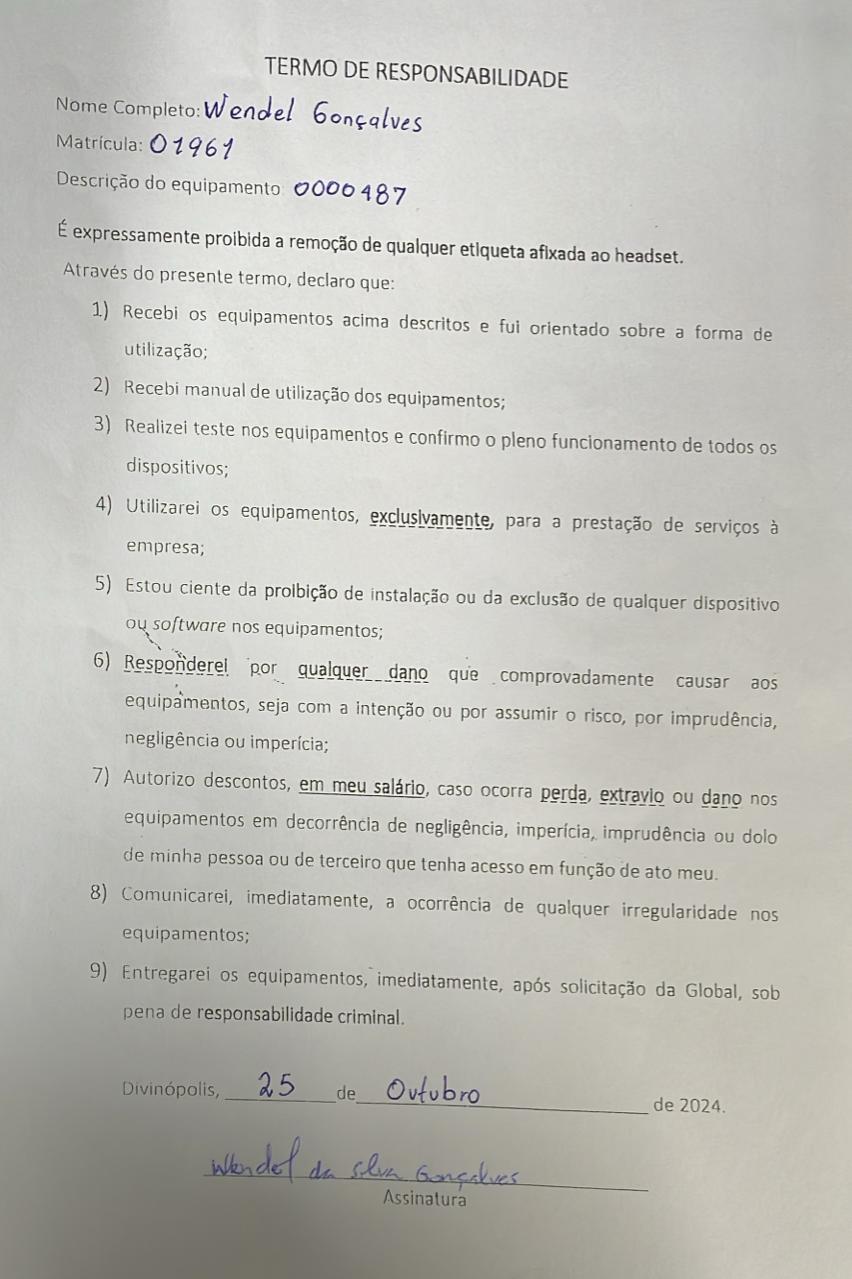 TERMO DE RESPONSABILIDADE
Nome Completo: Wendel Gonçalves
Matrícula: 01961
Descrição do equipamento 0000487
É expressamente proibida a remoção de qualquer etiqueta afixada ao headset.
Através do presente termo, declaro que:
1) Recebi os equipamentos acima descritos e fui orientado sobre a forma de
utilização;
2) Recebi manual de utilização dos equipamentos;
3) Realizei teste nos equipamentos e confirmo o pleno funcionamento de todos os
dispositivos;
4) Utilizarei os equipamentos, exclusivamente, para a prestação de serviços à
empresa;
5) Estou ciente da proibição de instalação ou da exclusão de qualquer dispositivo
ou software nos equipamentos;
6) Responderei por qualquer dano que comprovadamente causar aos
equipamentos, seja com a intenção ou por assumir o risco, por imprudência,
negligência ou imperícia;
7) Autorizo descontos, em meu salário, caso ocorra perda, extravio ou dano nos
equipamentos em decorrência de negligência, imperícia, imprudência ou dolo
de minha pessoa ou de terceiro que tenha acesso em função de ato meu.
8) Comunicarei, imediatamente, a ocorrência de qualquer irregularidade nos
equipamentos;
9) Entregarei os equipamentos, imediatamente, após solicitação da Global, sob
pena de responsabilidade criminal.
Divinópolis, 25 de Outubro de 2024.
Wendel da Silva Gonçalves
Assinatura